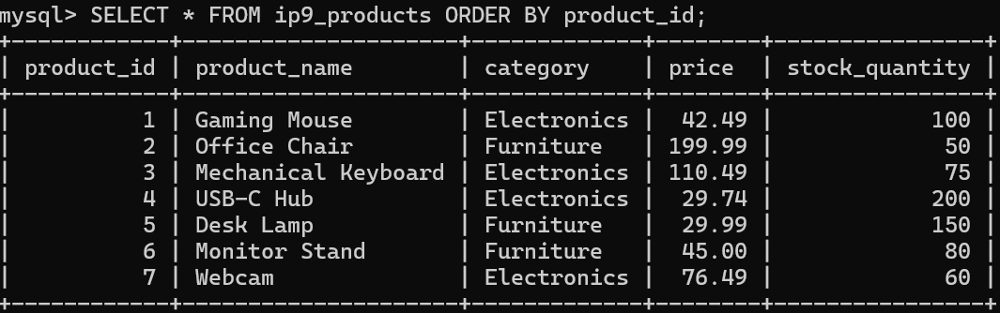 mysql> SELECT * FROM ip9_products ORDER BY product_id;
+------------+---------------------+-------------+--------+----------------+
| product_id | product_name        | category    | price  | stock_quantity |
+------------+---------------------+-------------+--------+----------------+
|          1 | Gaming Mouse        | Electronics |  42.49 |            100 |
|          2 | Office Chair        | Furniture   | 199.99 |             50 |
|          3 | Mechanical Keyboard | Electronics | 110.49 |             75 |
|          4 | USB-C Hub           | Electronics |  29.74 |            200 |
|          5 | Desk Lamp           | Furniture   |  29.99 |            150 |
|          6 | Monitor Stand       | Furniture   |  45.00 |             80 |
|          7 | Webcam              | Electronics |  76.49 |             60 |
+------------+---------------------+-------------+--------+----------------+